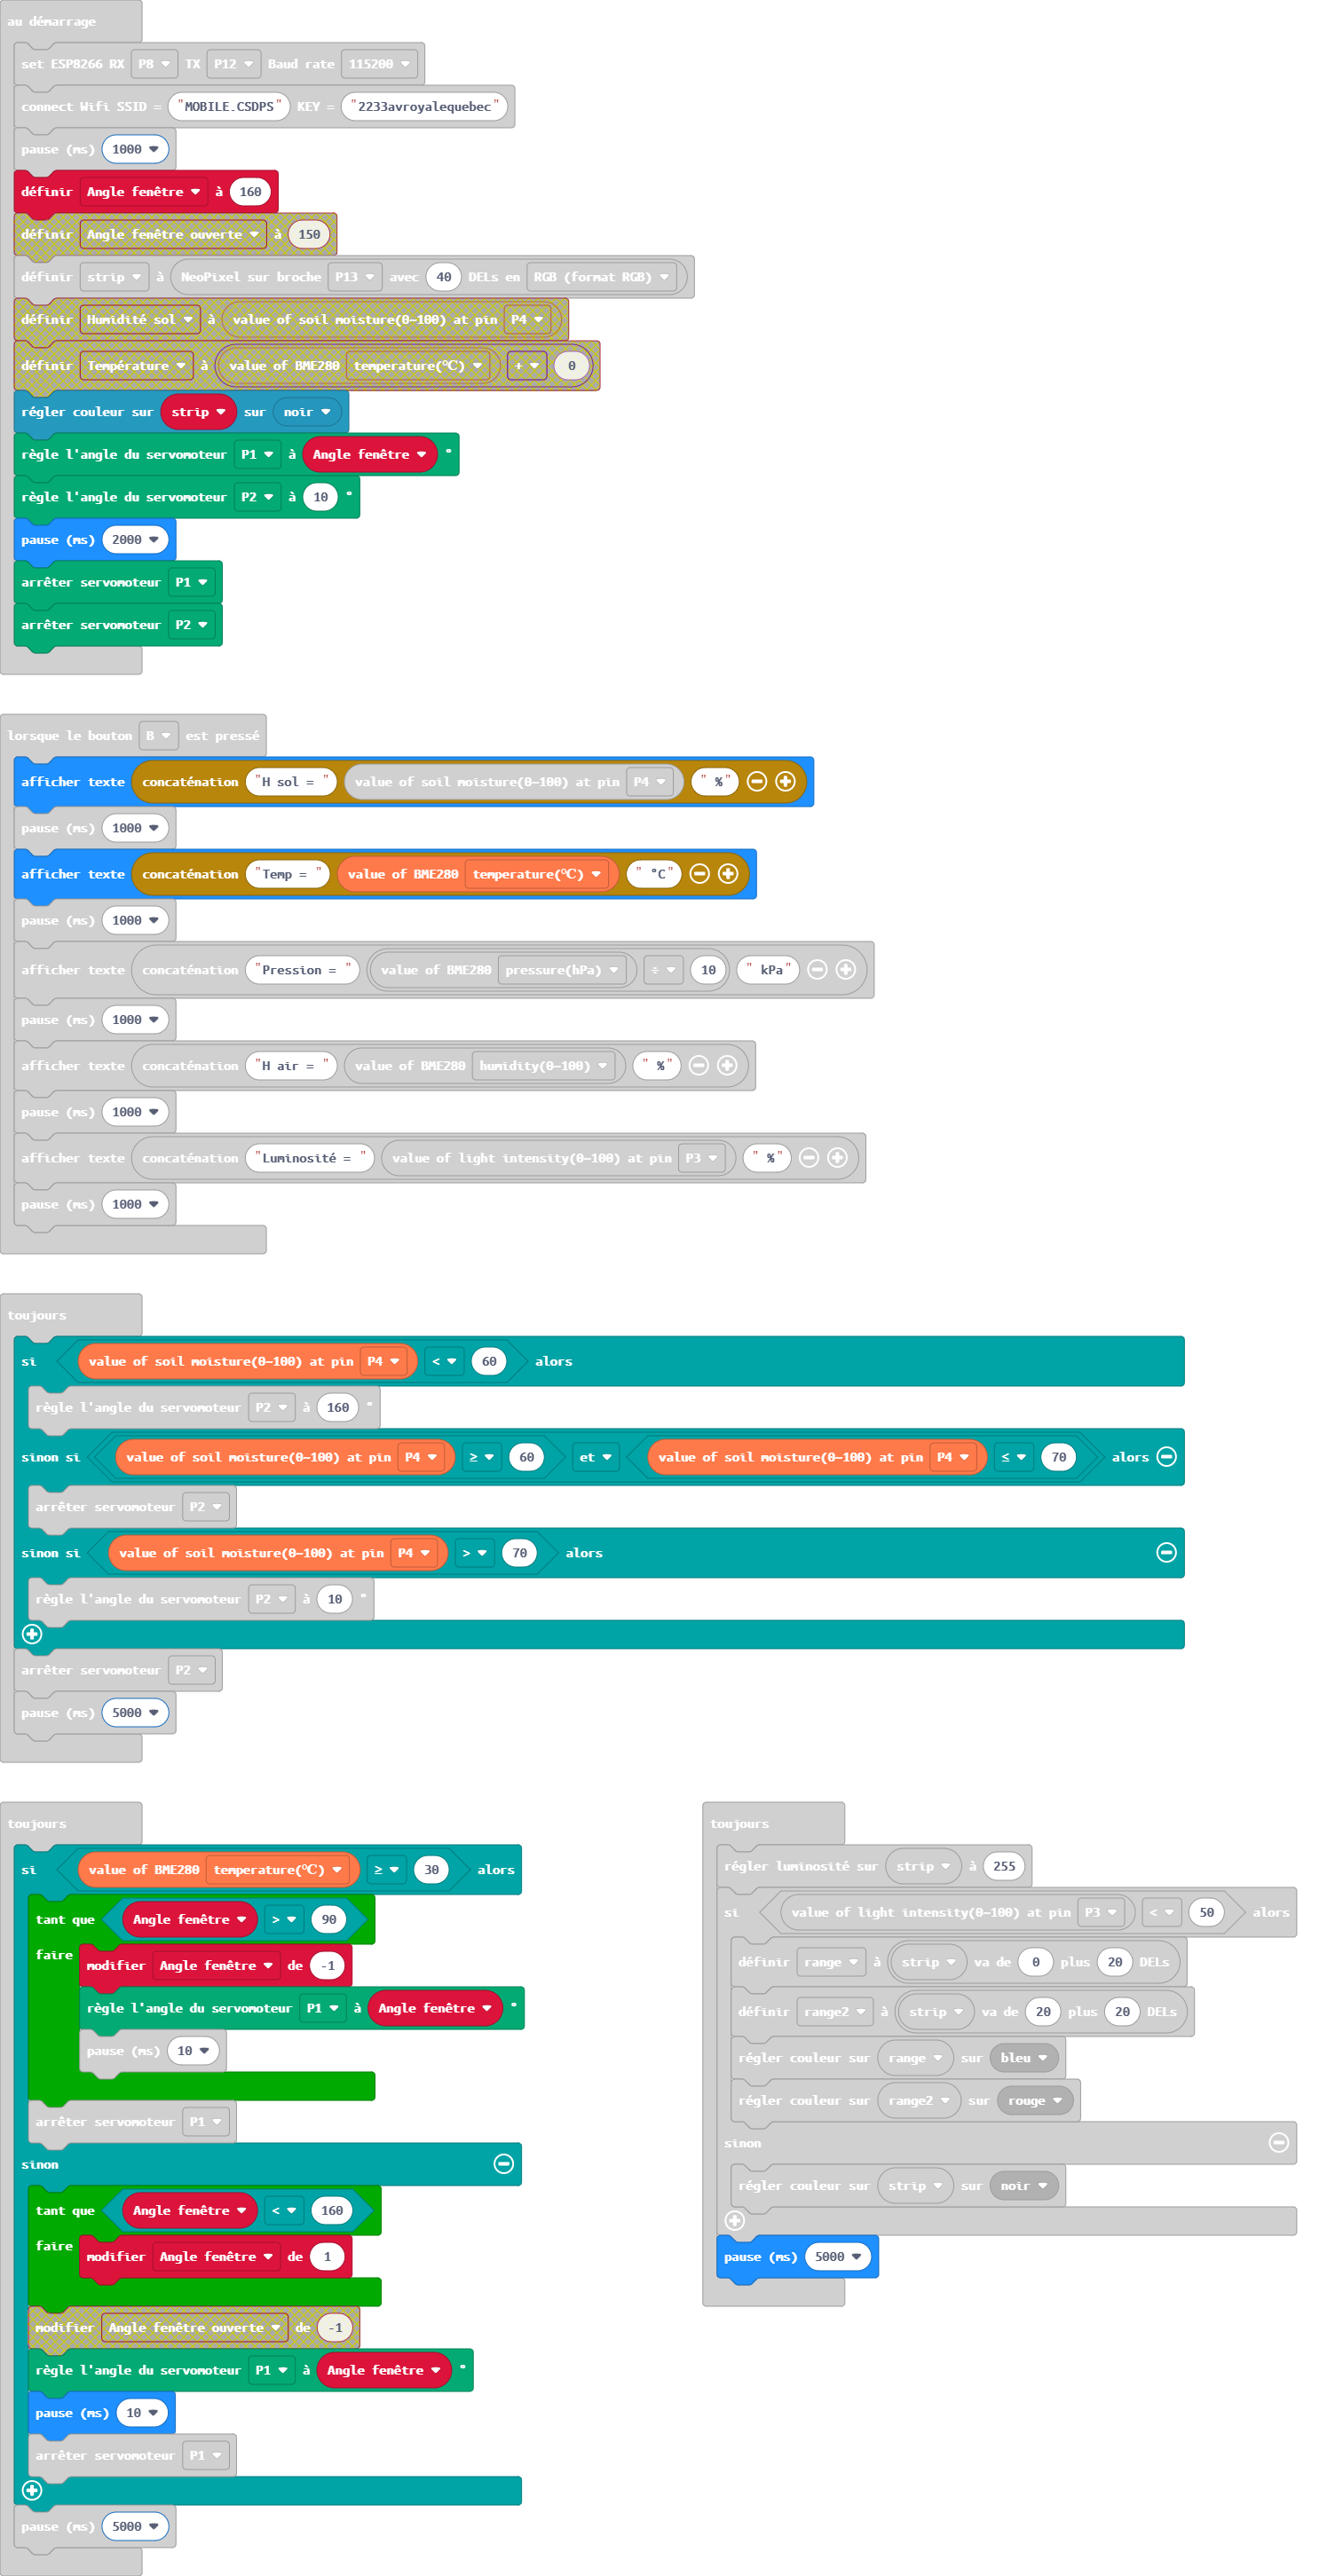 au démarrage
set ESP8266 RX P8 TX P12 Baud rate 115200
connect Wifi SSID = "MOBILE.CSDPS" KEY = "2233avroyalequebec"
pause (ms) 1000
définir Angle fenêtre à 160
définir Angle fenêtre ouverte à 150
définir strip à NeoPixel sur broche P13 avec 40 DELs en RGB (format RGB)
définir Humidité sol à value of soil moisture(0~100) at pin P4
définir Température à value of BME280 temperature(℃) + 0
régler couleur sur strip sur noir
règle l'angle du servomoteur P1 à Angle fenêtre °
règle l'angle du servomoteur P2 à 10 °
pause (ms) 2000
arrêter servomoteur P1
arrêter servomoteur P2
lorsque le bouton B est pressé
afficher texte concaténation "H sol = " value of soil moisture(0~100) at pin P4 " %"
pause (ms) 1000
afficher texte concaténation "Temp = " value of BME280 temperature(℃) " °C"
pause (ms) 1000
afficher texte concaténation "Pression = " value of BME280 pressure(hPa) ÷ 10 " kPa"
pause (ms) 1000
afficher texte concaténation "H air = " value of BME280 humidity(0~100) " %"
pause (ms) 1000
afficher texte concaténation "Luminosité = " value of light intensity(0~100) at pin P3 " %"
pause (ms) 1000
toujours
si value of soil moisture(0~100) at pin P4 < 60 alors
règle l'angle du servomoteur P2 à 160 °
sinon si value of soil moisture(0~100) at pin P4 ≥ 60 et value of soil moisture(0~100) at pin P4 ≤ 70 alors
arrêter servomoteur P2
sinon si value of soil moisture(0~100) at pin P4 > 70 alors
règle l'angle du servomoteur P2 à 10 °
arrêter servomoteur P2
pause (ms) 5000
toujours
si value of BME280 temperature(℃) ≥ 30 alors
tant que Angle fenêtre > 90
faire modifier Angle fenêtre de -1
règle l'angle du servomoteur P1 à Angle fenêtre °
pause (ms) 10
arrêter servomoteur P1
sinon
tant que Angle fenêtre < 160
faire modifier Angle fenêtre de 1
modifier Angle fenêtre ouverte de -1
règle l'angle du servomoteur P1 à Angle fenêtre °
pause (ms) 10
arrêter servomoteur P1
pause (ms) 5000
toujours
régler luminosité sur strip à 255
si value of light intensity(0~100) at pin P3 < 50 alors
définir range à strip va de 0 plus 20 DELs
définir range2 à strip va de 20 plus 20 DELs
régler couleur sur range sur bleu
régler couleur sur range2 sur rouge
sinon
régler couleur sur strip sur noir
pause (ms) 5000